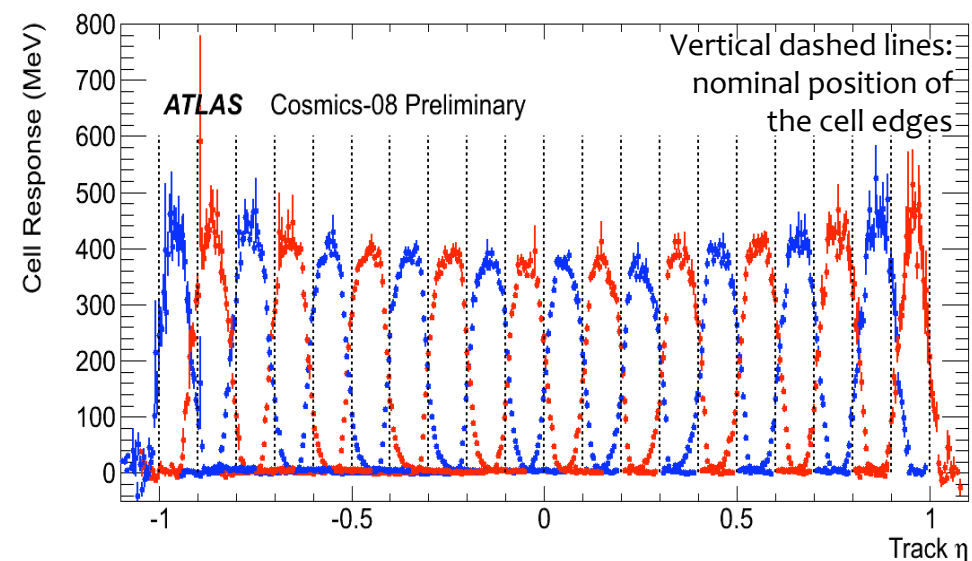 Cell Response (MeV)
800
700
600
500
400
300
200
100
0
Vertical dashed lines:
nominal position of
the cell edges
ATLAS Cosmics-08 Preliminary
-1 -0.5 0 0.5 1
Track η